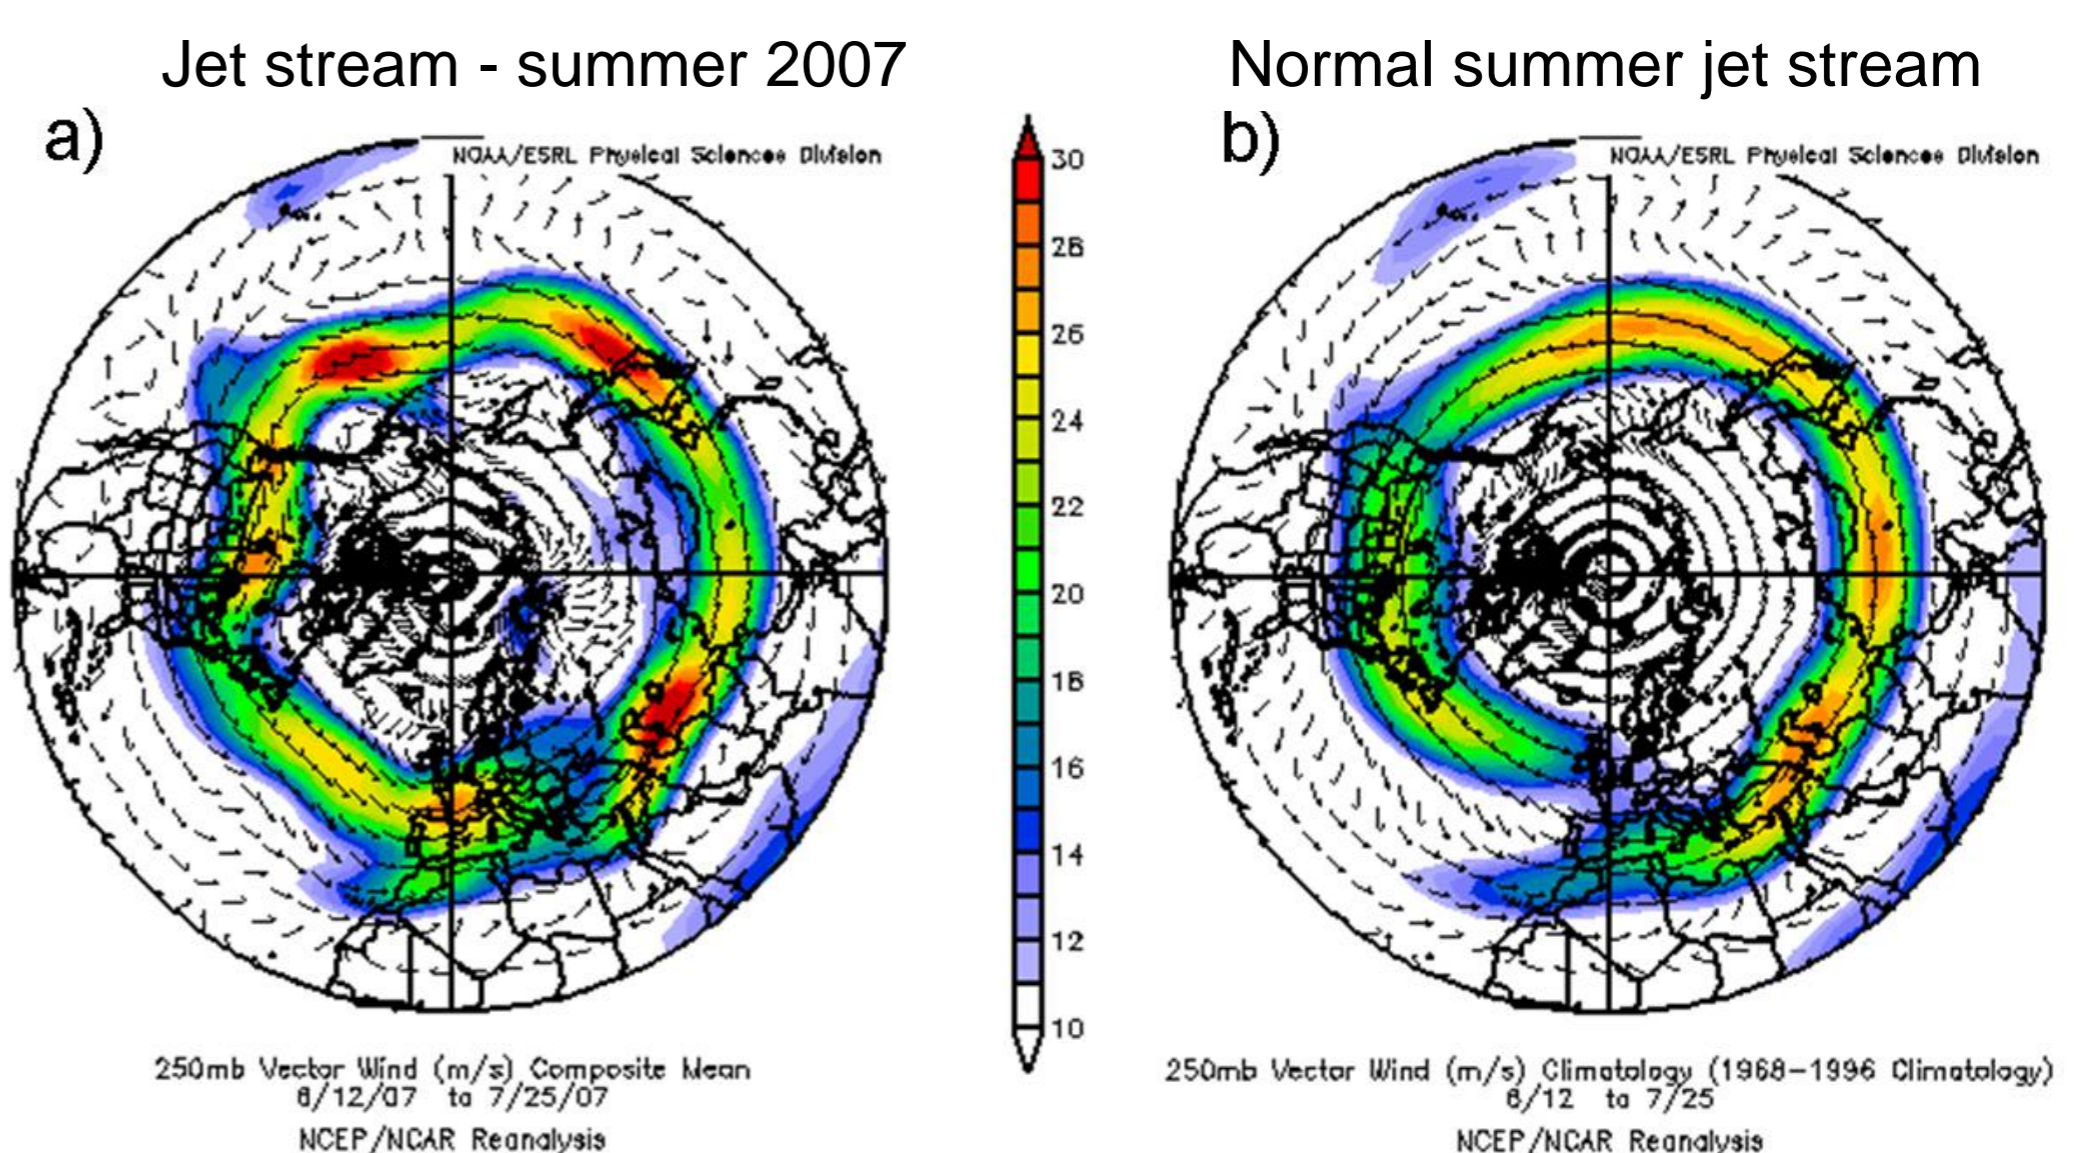 Jet stream - summer 2007
Normal summer jet stream
a)
NOAA/ESRL Physical Sciences Division
30
28
26
24
22
20
18
16
14
12
10
b)
NOAA/ESRL Physical Sciences Division
250mb Vector Wind (m/s) Composite Mean
6/12/07 to 7/25/07
NCEP/NCAR Reanalysis
250mb Vector Wind (m/s) Climatology (1968-1996 Climatology)
6/12 to 7/25
NCEP/NCAR Reanalysis